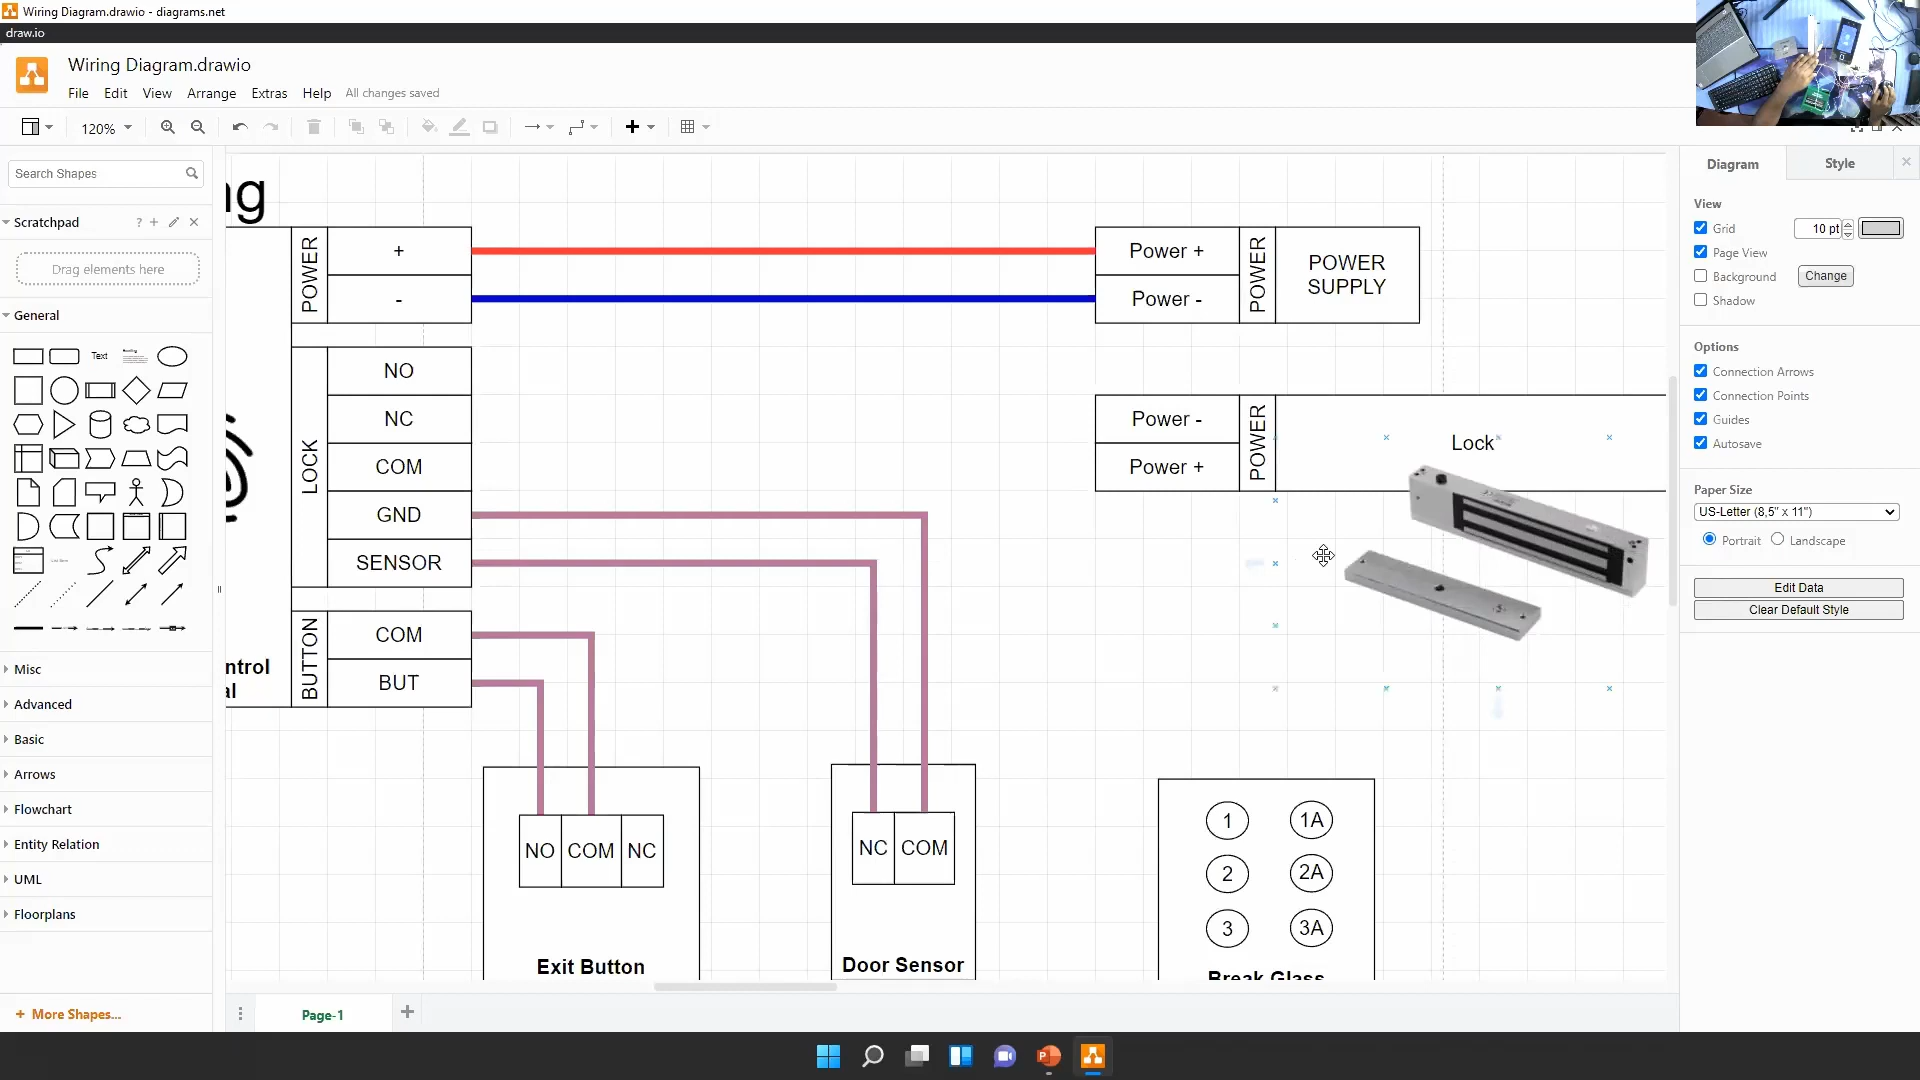 Wiring Diagram.drawio - diagrams.net
draw.io
Wiring Diagram.drawio
File Edit View Arrange Extras Help All changes saved
120%
Search Shapes
Scratchpad
? + 
Drag elements here
General
Text
Misc
Advanced
Basic
Arrows
Flowchart
Entity Relation
UML
Floorplans
+ More Shapes...
ng
POWER
+
-
LOCK
NO
NC
COM
GND
SENSOR
BUTTON
COM
BUT
ntrol
al
Power +
Power -
POWER
POWER
SUPPLY
Power -
Power +
POWER
Lock
NO COM NC
Exit Button
NC COM
Door Sensor
1 1A
2 2A
3 3A
Break Glass
Page-1
Diagram Style
View
Grid 10 pt
Page View
Background Change
Shadow
Options
Connection Arrows
Connection Points
Guides
Autosave
Paper Size
US-Letter (8,5" x 11")
Portrait Landscape
Edit Data
Clear Default Style